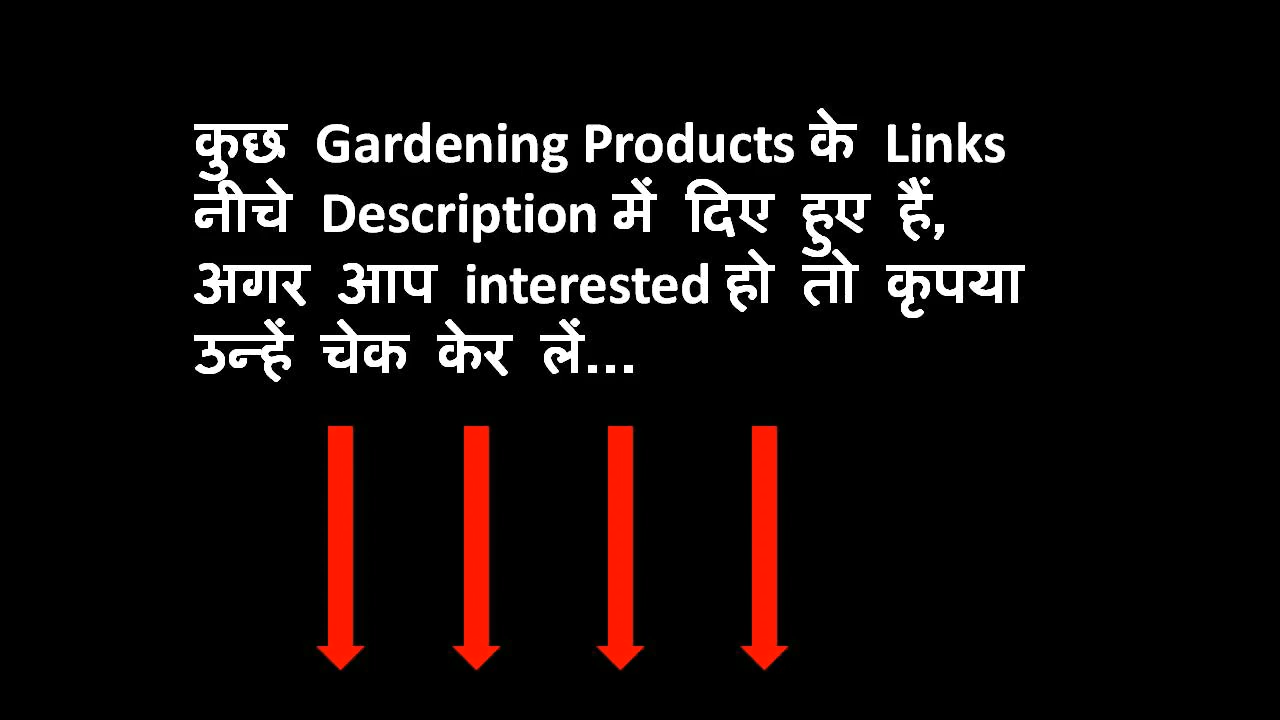 कुछ Gardening Products के Links
नीचे Description में दिए हुए हैं,
अगर आप interested हो तो कृपया
उन्हें चेक केर लें...